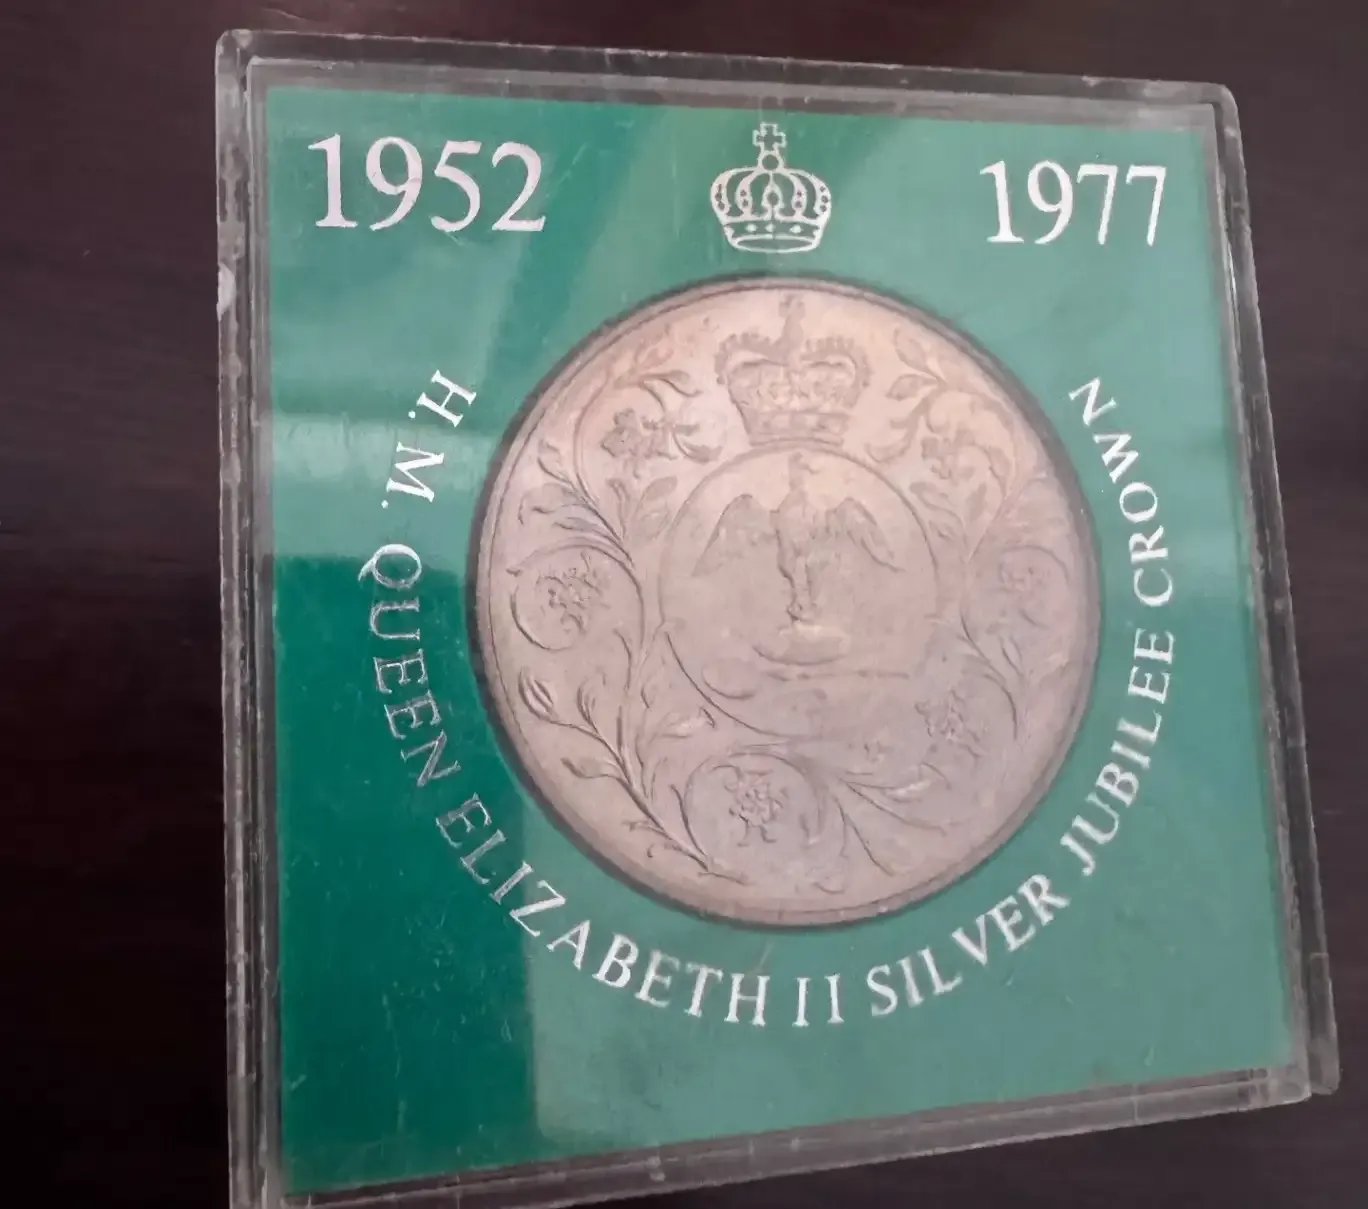 1952
1977
H. M. QUEEN ELIZABETH II SILVER JUBILEE CROWN